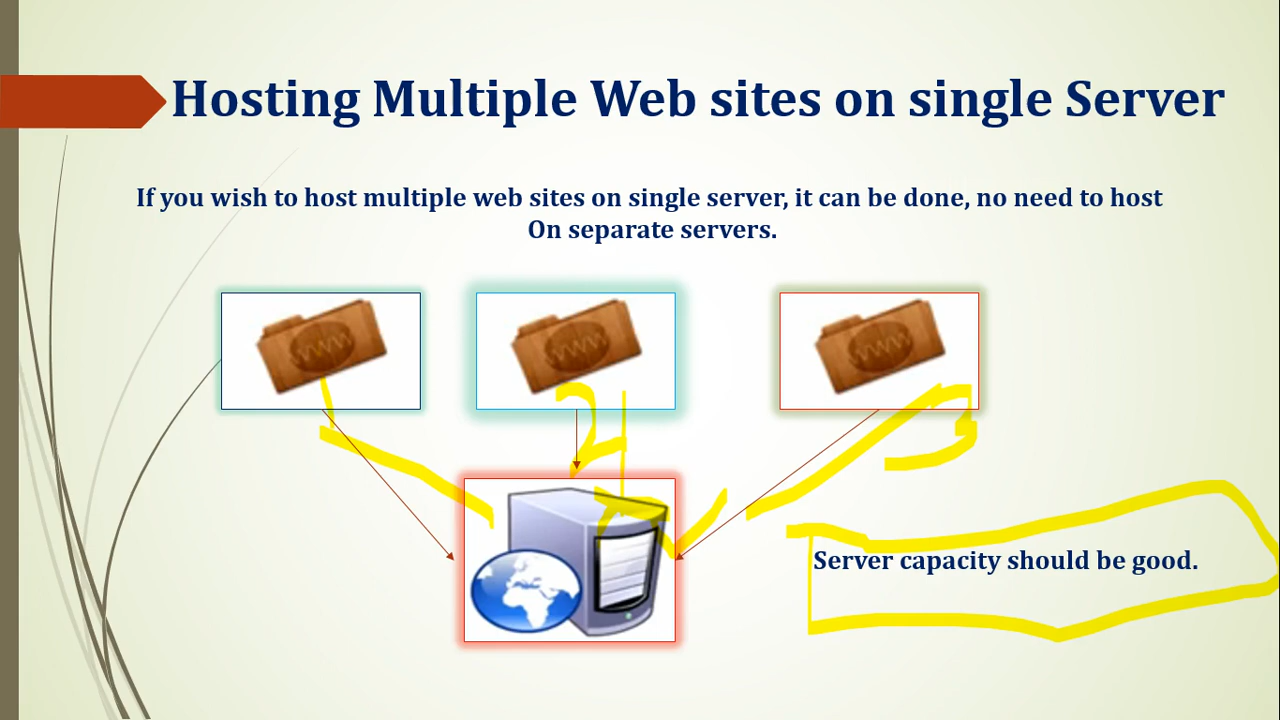 Hosting Multiple Web sites on single Server
If you wish to host multiple web sites on single server, it can be done, no need to host
On separate servers.
Server capacity should be good.